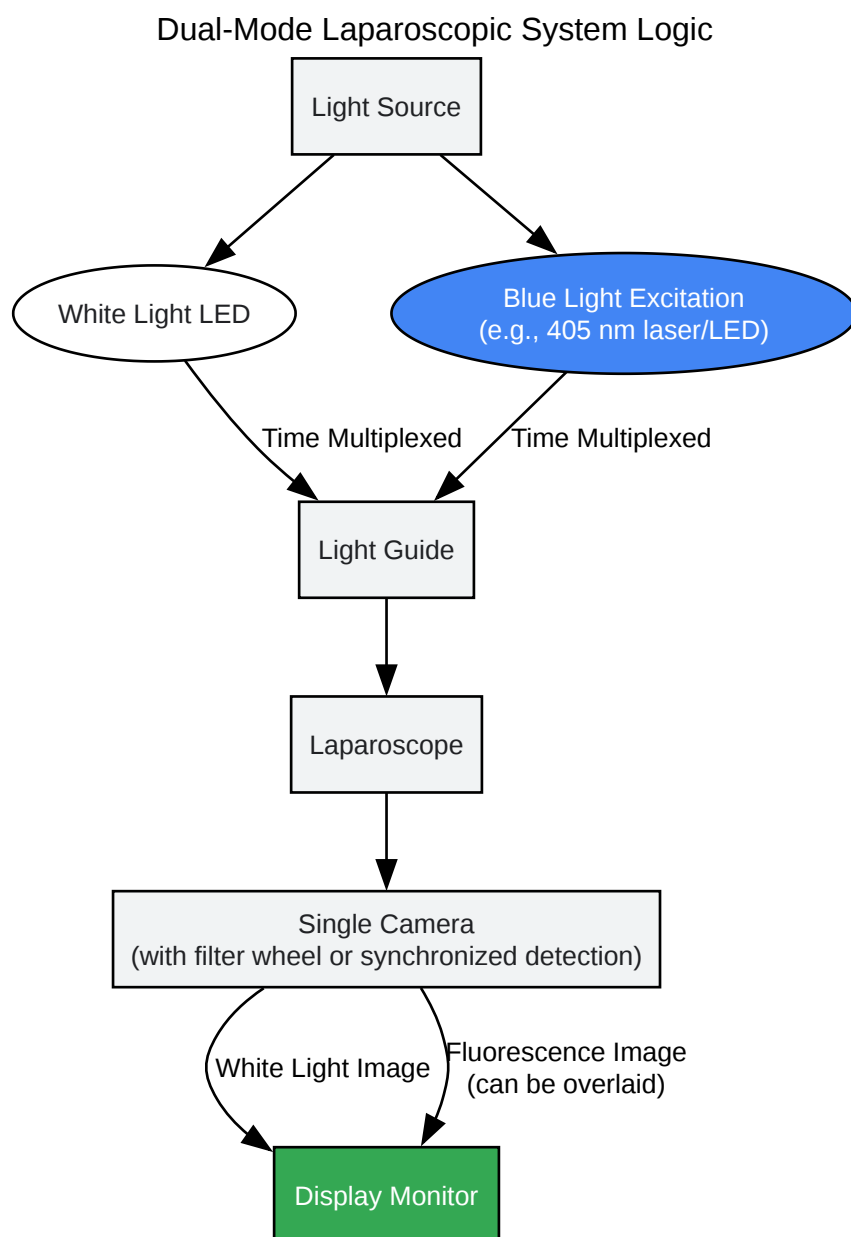 Dual-Mode Laparoscopic System Logic
Light Source
White Light LED
Blue Light Excitation
(e.g., 405 nm laser/LED)
Time Multiplexed
Time Multiplexed
Light Guide
Laparoscope
Single Camera
(with filter wheel or synchronized detection)
White Light Image
Fluorescence Image
(can be overlaid)
Display Monitor